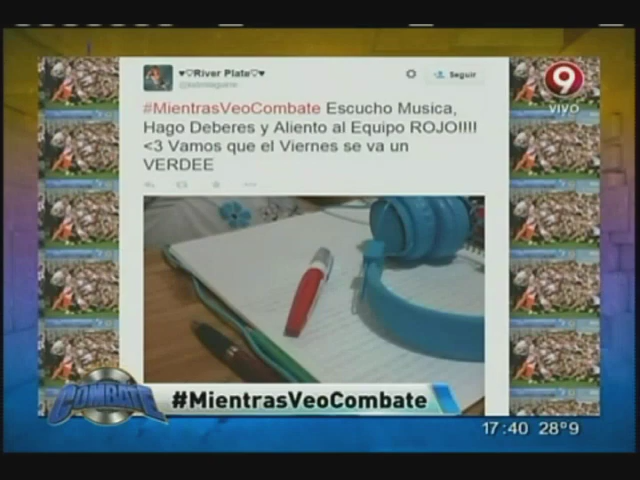 ♥♡River Plate♡♥
Seguir
9
VIVO
#MientrasVeoCombate Escucho Musica,
Hago Deberes y Aliento al Equipo ROJO!!!!
<3 Vamos que el Viernes se va un
VERDEE
COMBATE
#MientrasVeoCombate
17:40 28°9